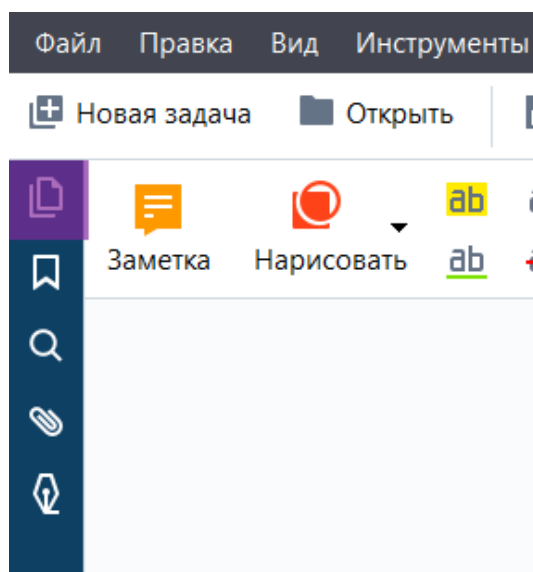 Файл Правка Вид Инструменты
Новая задача Открыть
ab
Заметка Нарисовать ab